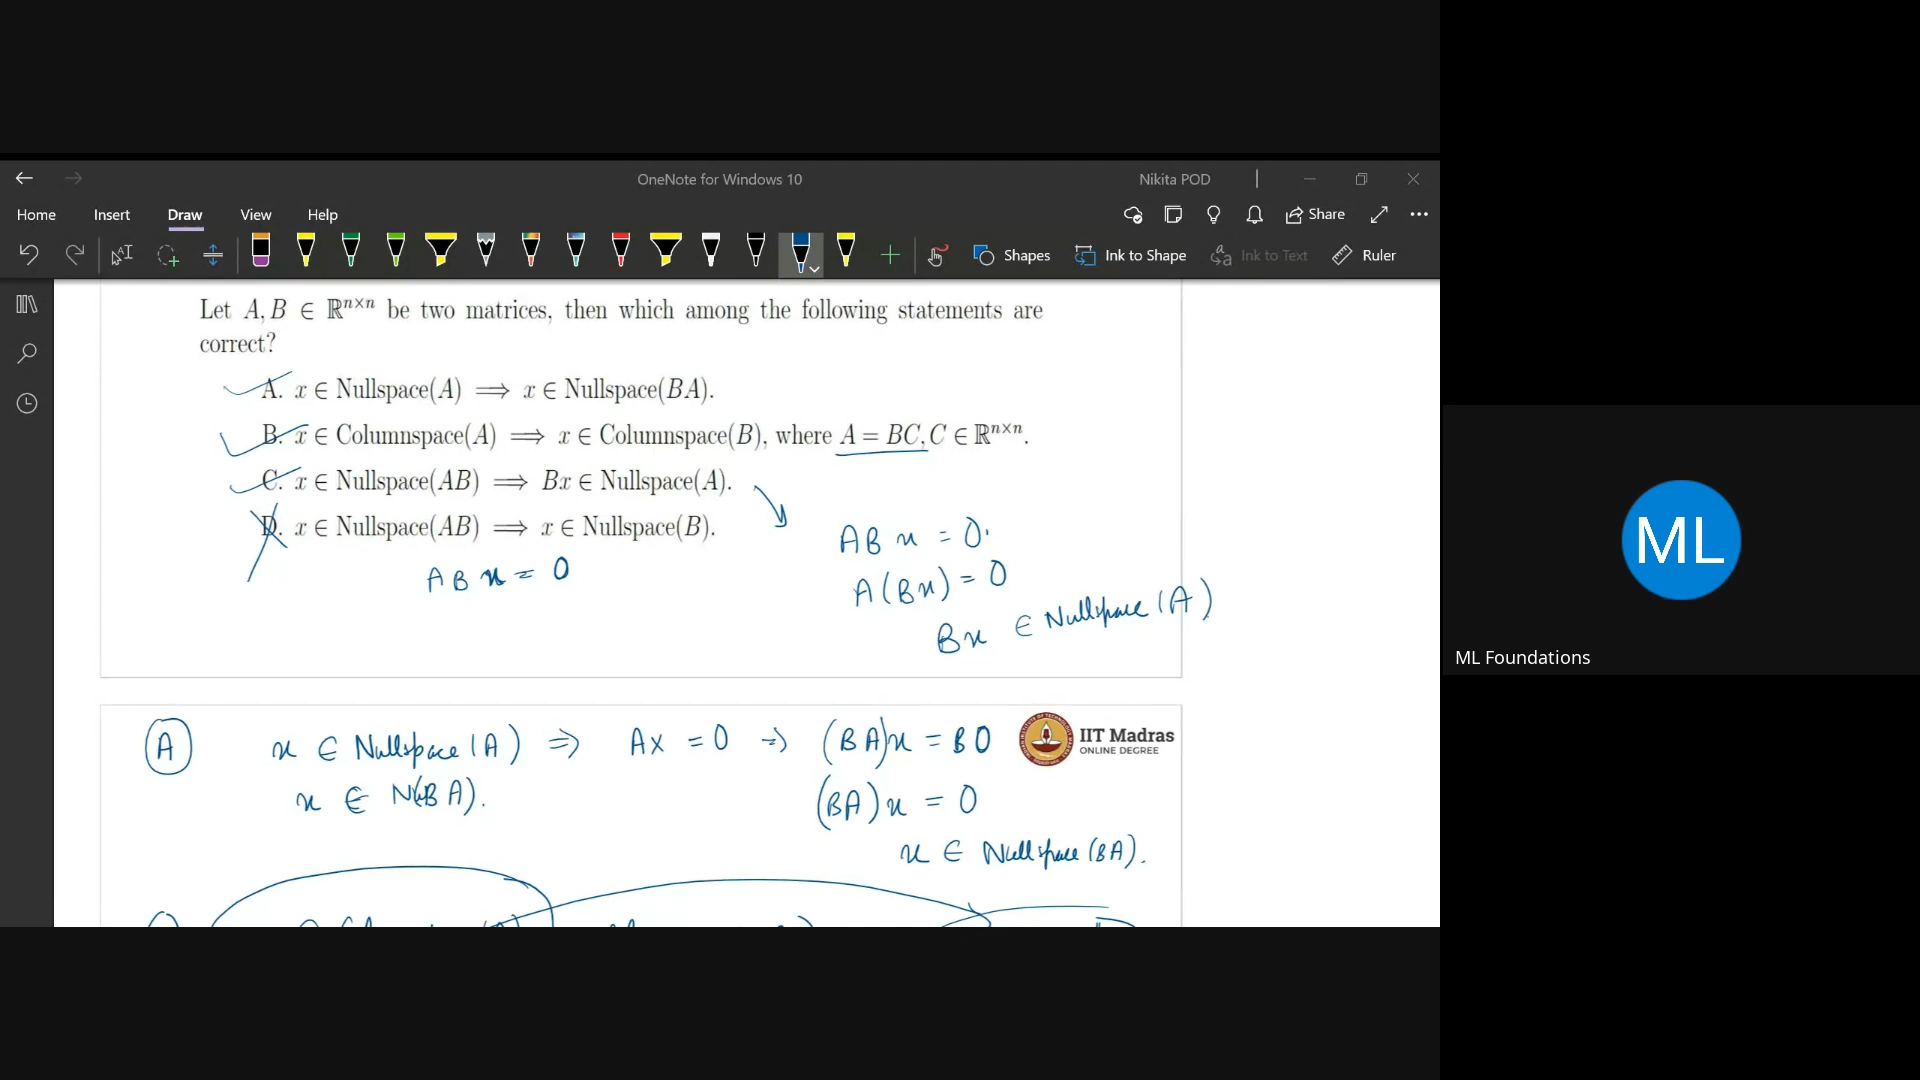 OneNote for Windows 10
Nikita POD
Home Insert Draw View Help
Share
Shapes Ink to Shape Ink to Text Ruler
Let A, B ∈ ℝⁿˣⁿ be two matrices, then which among the following statements are
correct?
A. x ∈ Nullspace(A) ⟹ x ∈ Nullspace(BA).
B. x ∈ Columnspace(A) ⟹ x ∈ Columnspace(B), where A = BC, C ∈ ℝⁿˣⁿ.
C. x ∈ Nullspace(AB) ⟹ Bx ∈ Nullspace(A).
D. x ∈ Nullspace(AB) ⟹ x ∈ Nullspace(B).
ABx = 0
ABx = 0.
A(Bx) = 0
Bx ∈ Nullspace(A)
A
x ∈ Nullspace(A) ⇒ Ax = 0 ⇒ (BA)x = B0
x ∈ N(BA).
(BA)x = 0
x ∈ Nullspace(BA).
IIT Madras
ONLINE DEGREE
ML
ML Foundations